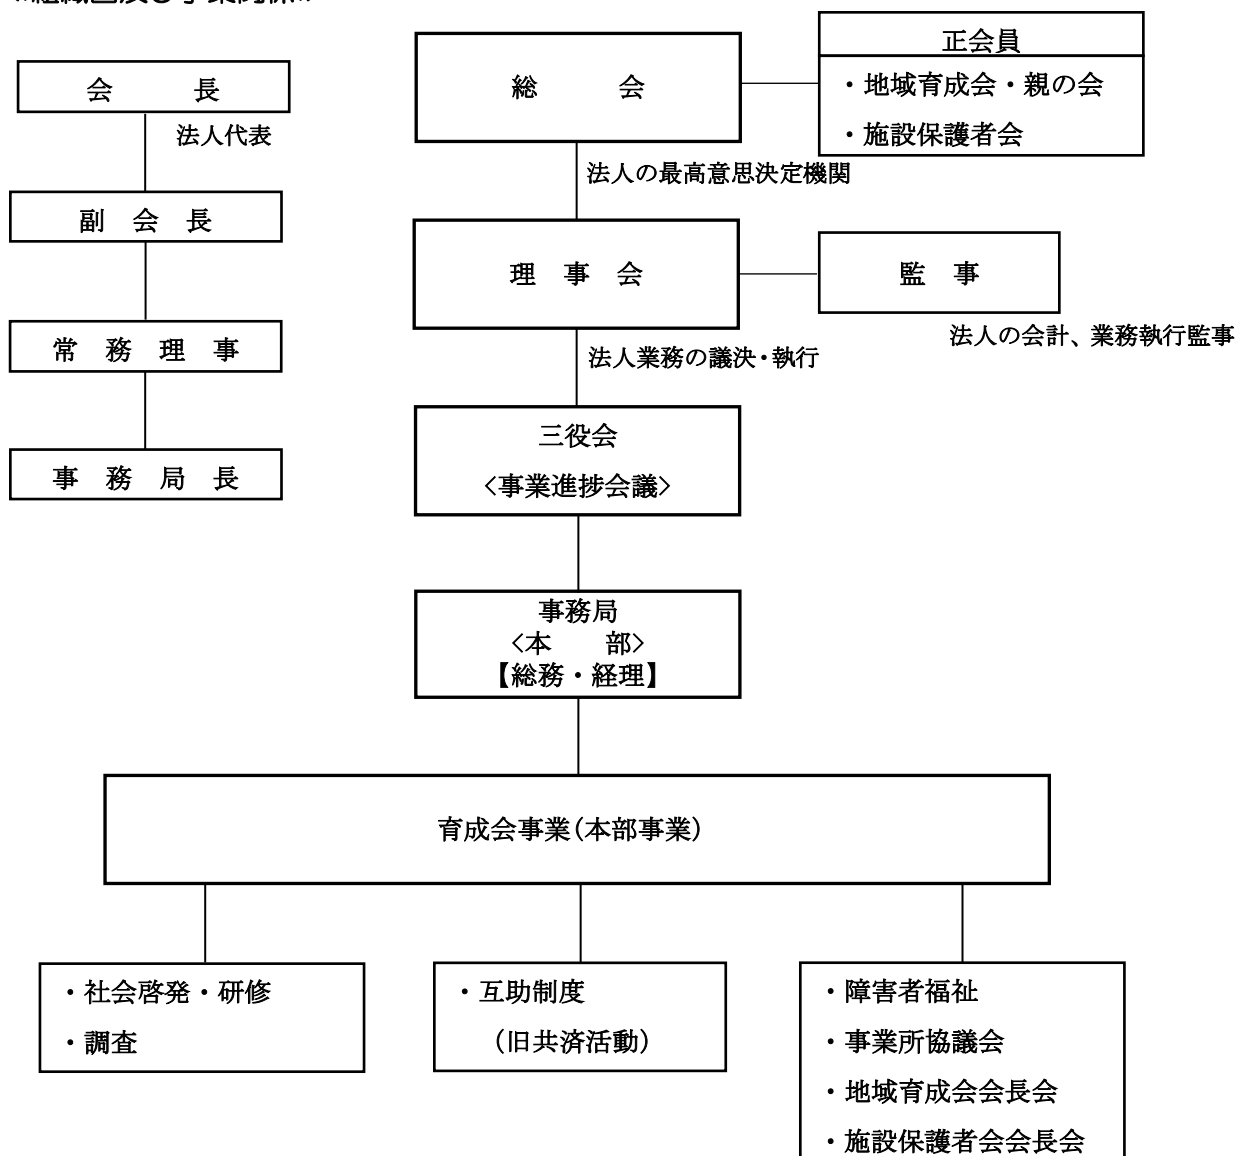 会　長
法人代表
副 会 長
常 務 理 事
事 務 局 長
総　会
正会員
・地域育成会・親の会
・施設保護者会
法人の最高意思決定機関
理 事 会
監 事
法人の会計、業務執行監事
法人業務の議決・執行
三役会
<事業進捗会議>
事務局
<本　部>
【総務・経理】
育成会事業(本部事業)
・社会啓発・研修
・調査
・互助制度
(旧共済活動)
・障害者福祉
・事業所協議会
・地域育成会会長会
・施設保護者会会長会